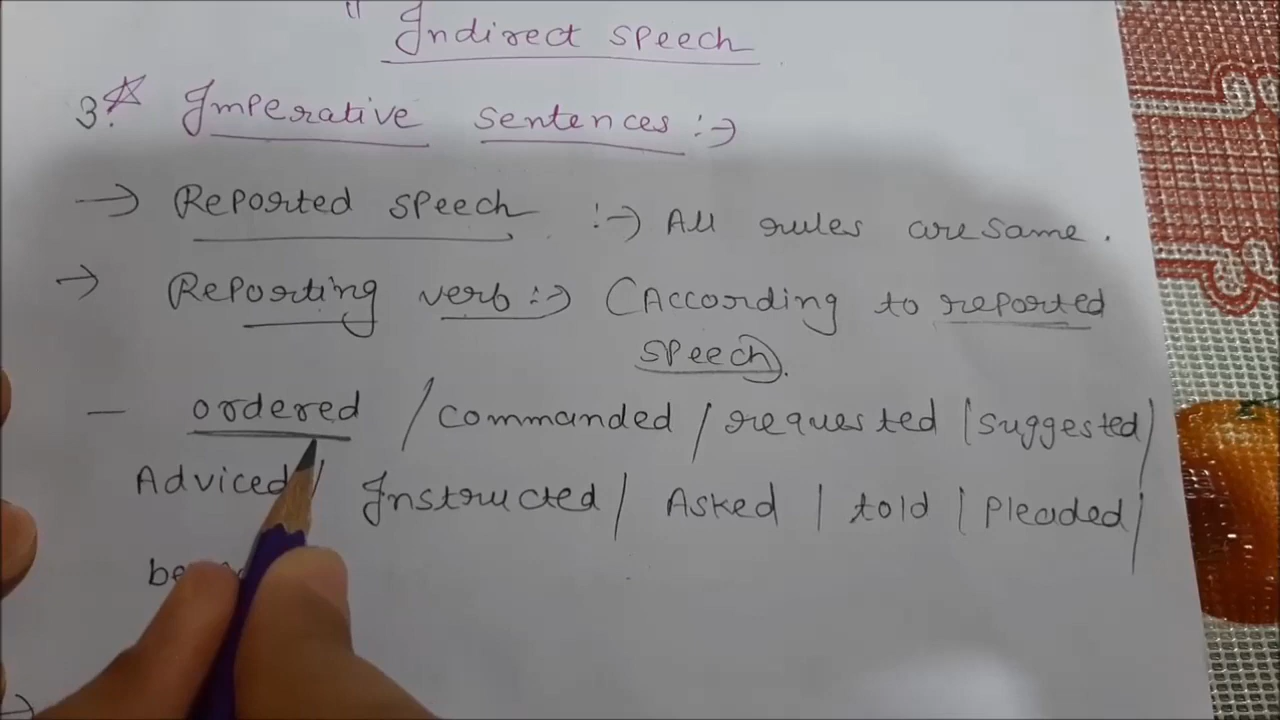 " Indirect speech
3. Imperative sentences :->
-> Reported speech :-> All rules are same.
-> Reporting verb :-> (According to reported
speech).
- ordered / commanded / requested / suggested /
Adviced / Instructed / Asked / told / Pleaded /